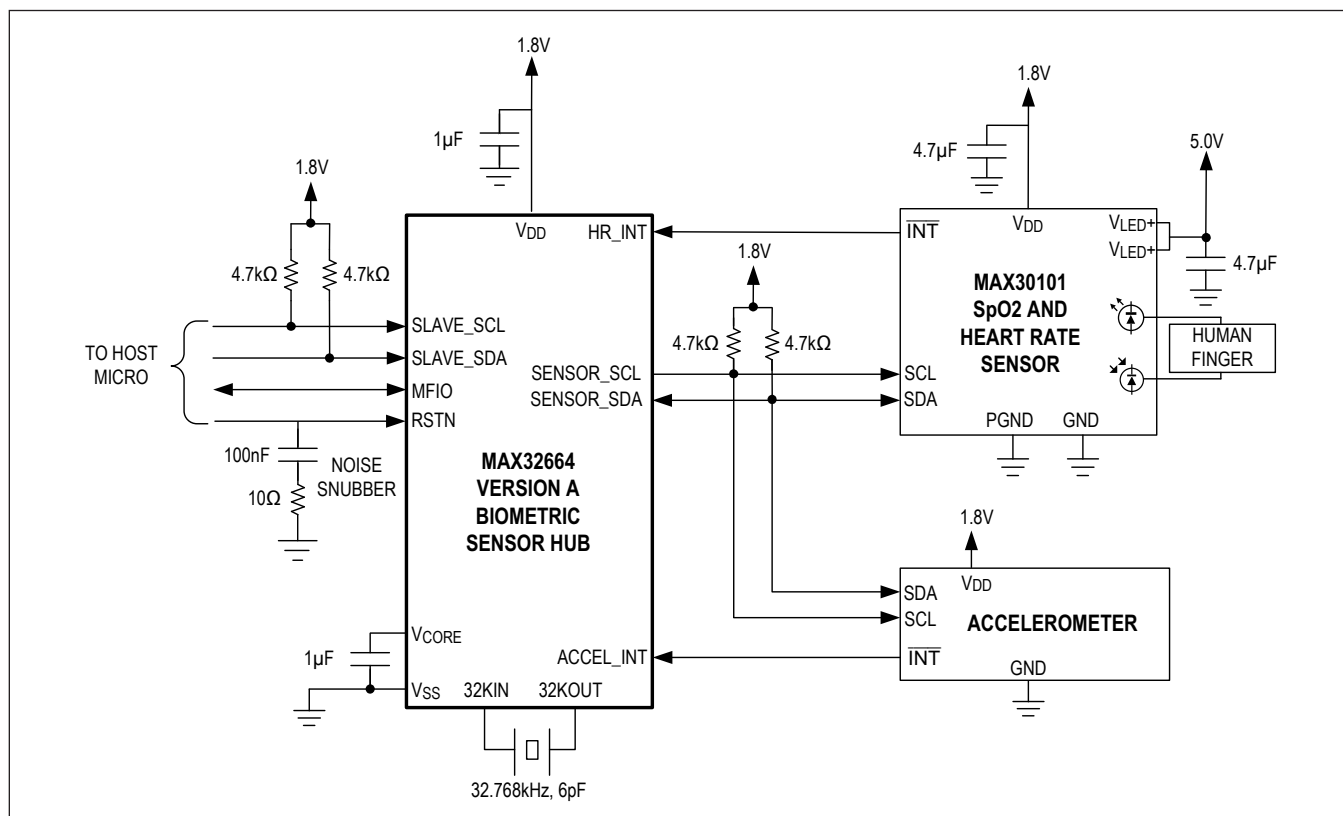 1.8V
1µF
1.8V
4.7kΩ
4.7kΩ
TO HOST
MICRO
SLAVE_SCL
SLAVE_SDA
MFIO
RSTN
100nF
10Ω
NOISE
SNUBBER
VDD
HR_INT
SENSOR_SCL
SENSOR_SDA
MAX32664
VERSION A
BIOMETRIC
SENSOR HUB
VCORE
1µF
VSS
32KIN
32KOUT
ACCEL_INT
32.768kHz, 6pF
1.8V
4.7kΩ
4.7kΩ
1.8V
4.7µF
5.0V
INT
VDD
VLED+
VLED+
4.7µF
MAX30101
SpO2 AND
HEART RATE
SENSOR
HUMAN
FINGER
SCL
SDA
PGND
GND
1.8V
VDD
SDA
SCL
ACCELEROMETER
INT
GND